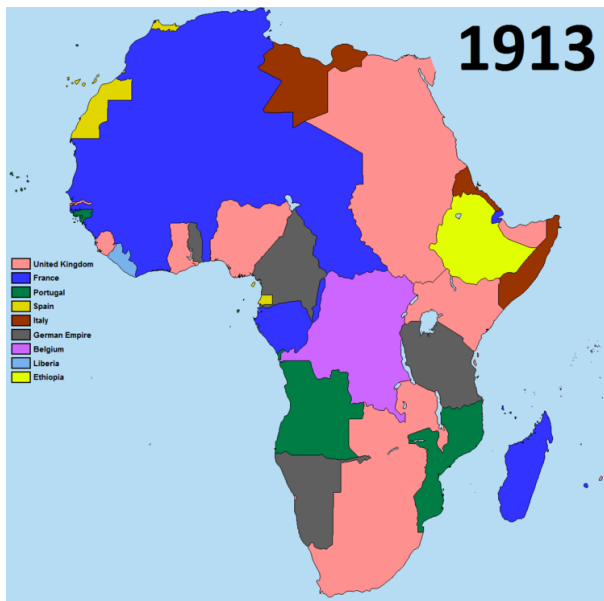 1913
United Kingdom
France
Portugal
Spain
Italy
German Empire
Belgium
Liberia
Ethiopia